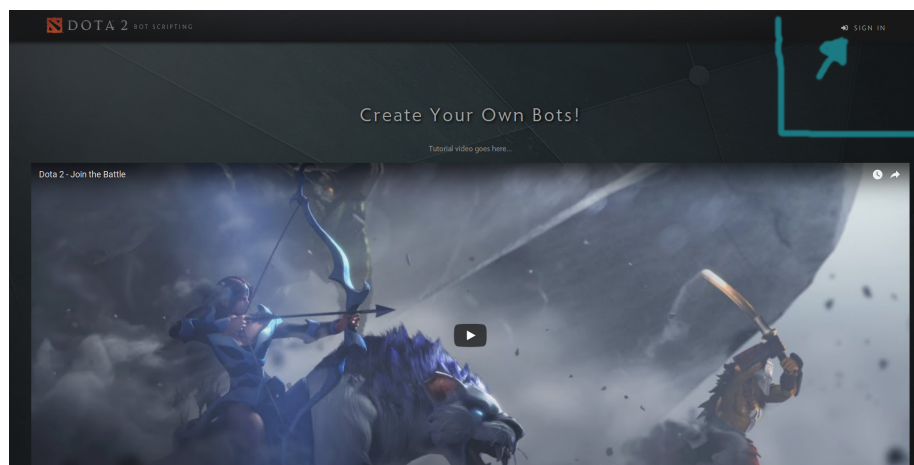 DOTA 2 BOT SCRIPTING
SIGN IN
Create Your Own Bots!
Tutorial video goes here...
Dota 2 - Join the Battle